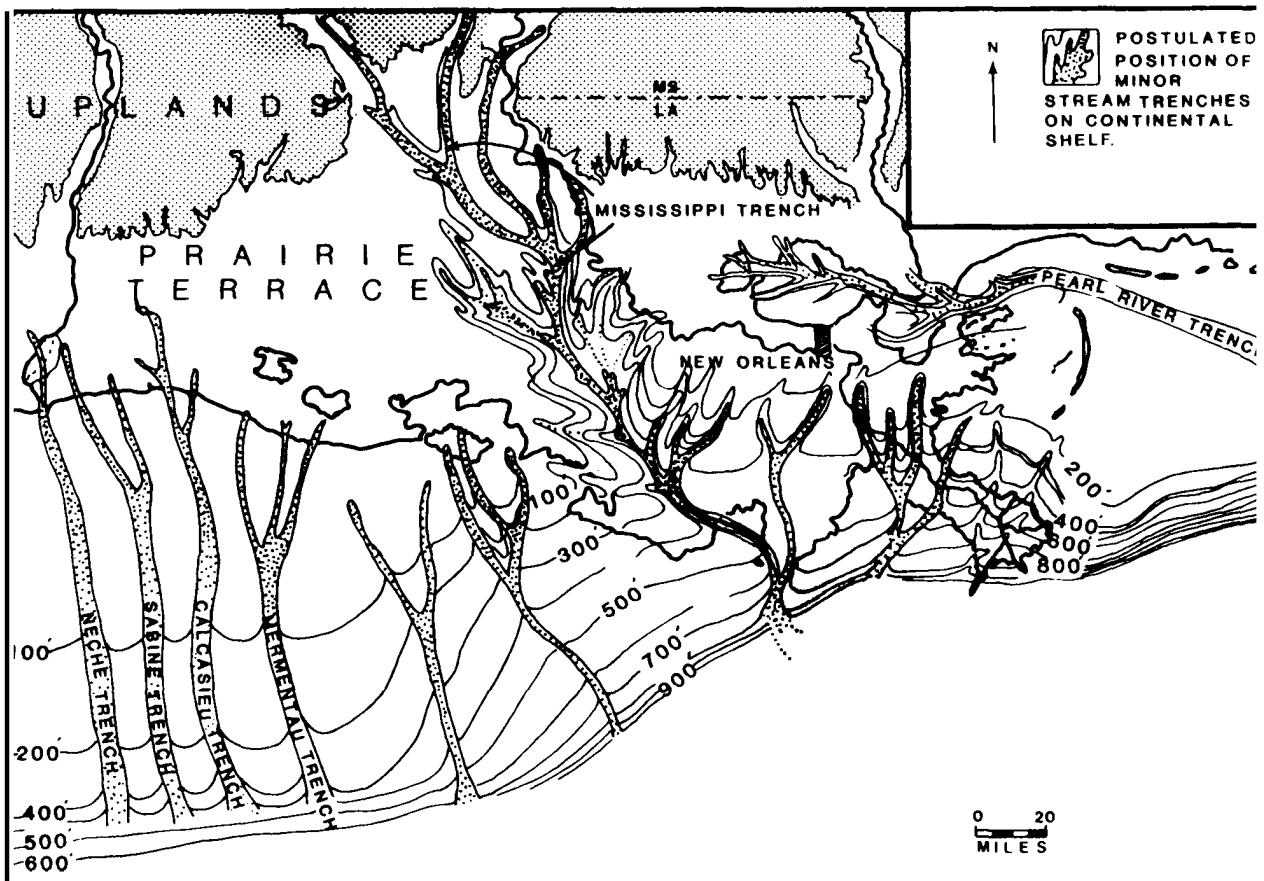 N
POSTULATED
POSITION OF
MINOR
STREAM TRENCHES
ON CONTINENTAL
SHELF.
UPLANDS
MS
LA
MISSISSIPPI TRENCH
PRAIRIE
TERRACE
PEARL RIVER TRENCH
NEW ORLEANS
NECHE TRENCH
SABINE TRENCH
CALCASIEU TRENCH
MERMENTAU TRENCH
100'
300'
500'
700'
900'
200'
400'
600'
800'
100'
200'
400'
500'
600'
0 20
MILES